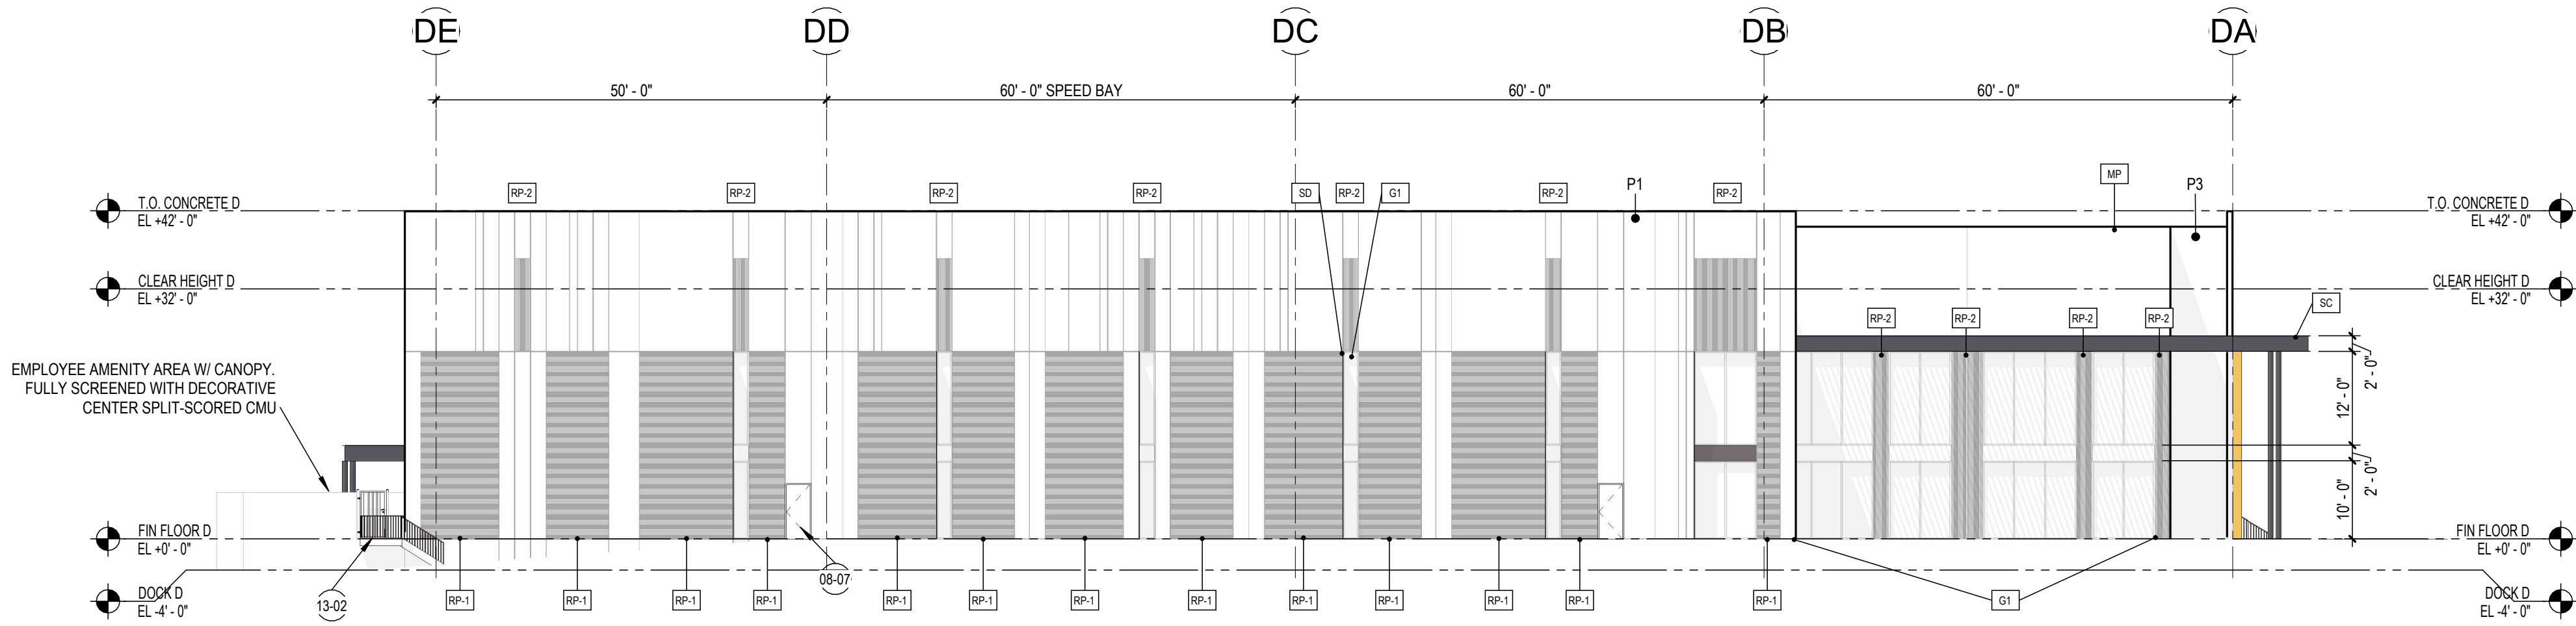 DE
DD
DC
DB
DA
50' - 0"
60' - 0" SPEED BAY
60' - 0"
60' - 0"
MP
RP-2
RP-2
RP-2
RP-2
SD
RP-2
G1
RP-2
P1
RP-2
P3
T.O. CONCRETE D
EL +42' - 0"
T.O. CONCRETE D
EL +42' - 0"
CLEAR HEIGHT D
EL +32' - 0"
CLEAR HEIGHT D
EL +32' - 0"
SC
RP-2
RP-2
RP-2
RP-2
EMPLOYEE AMENITY AREA W/ CANOPY.
FULLY SCREENED WITH DECORATIVE
CENTER SPLIT-SCORED CMU
2' - 0"
12' - 0"
2' - 0"
10' - 0"
FIN FLOOR D
EL +0' - 0"
FIN FLOOR D
EL +0' - 0"
08-07
DOCK D
EL -4' - 0"
13-02
RP-1
RP-1
RP-1
RP-1
RP-1
RP-1
RP-1
RP-1
RP-1
RP-1
RP-1
RP-1
RP-1
G1
DOCK D
EL -4' - 0"